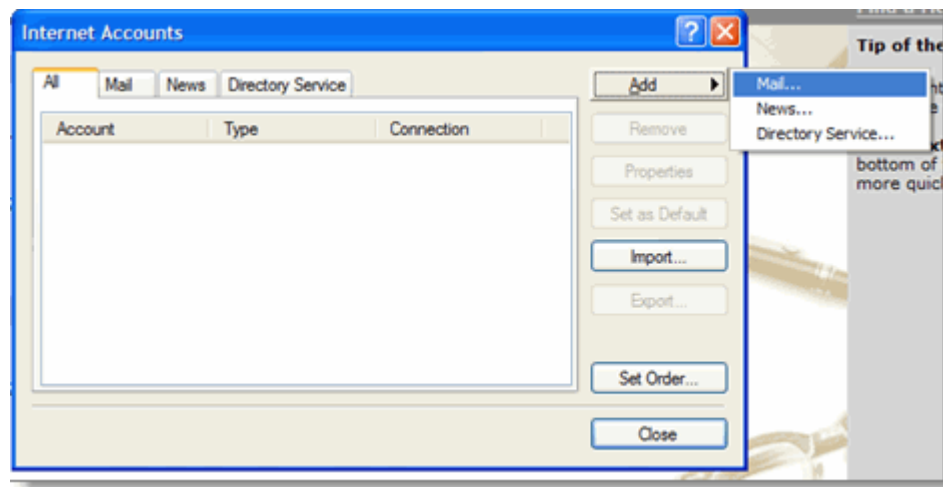 Internet Accounts
All Mail News Directory Service
Account Type Connection
Add
Remove
Properties
Set as Default
Import...
Export...
Set Order...
Close
Mail...
News...
Directory Service...
Tip of the
bottom of
more quic